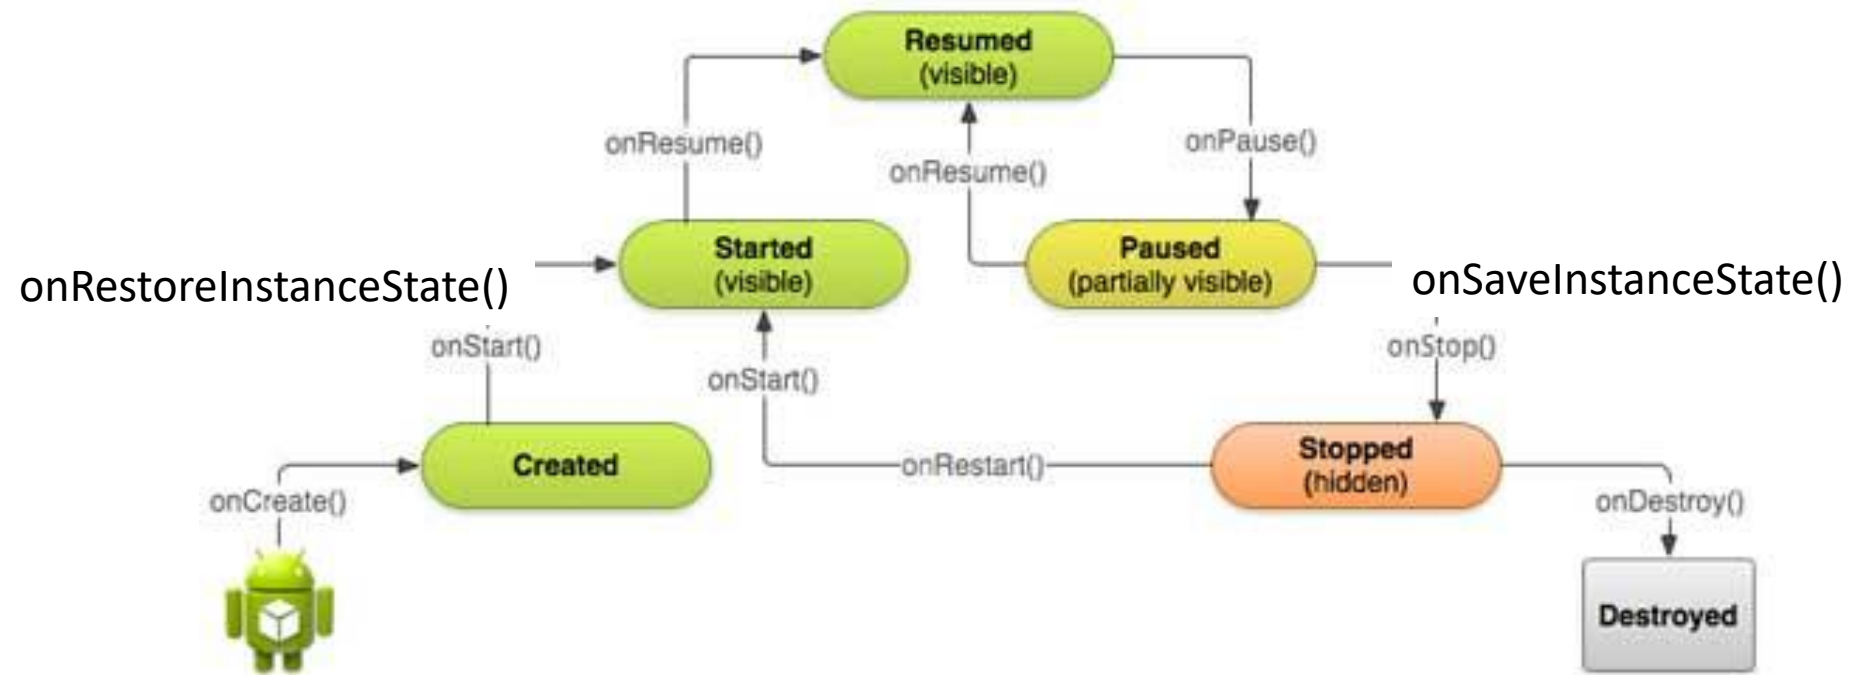 Resumed
(visible)
onResume()
onPause()
onResume()
Started
(visible)
Paused
(partially visible)
onRestoreInstanceState()
onSaveInstanceState()
onStart()
onStop()
onStart()
Created
onRestart()
Stopped
(hidden)
onCreate()
onDestroy()
Destroyed